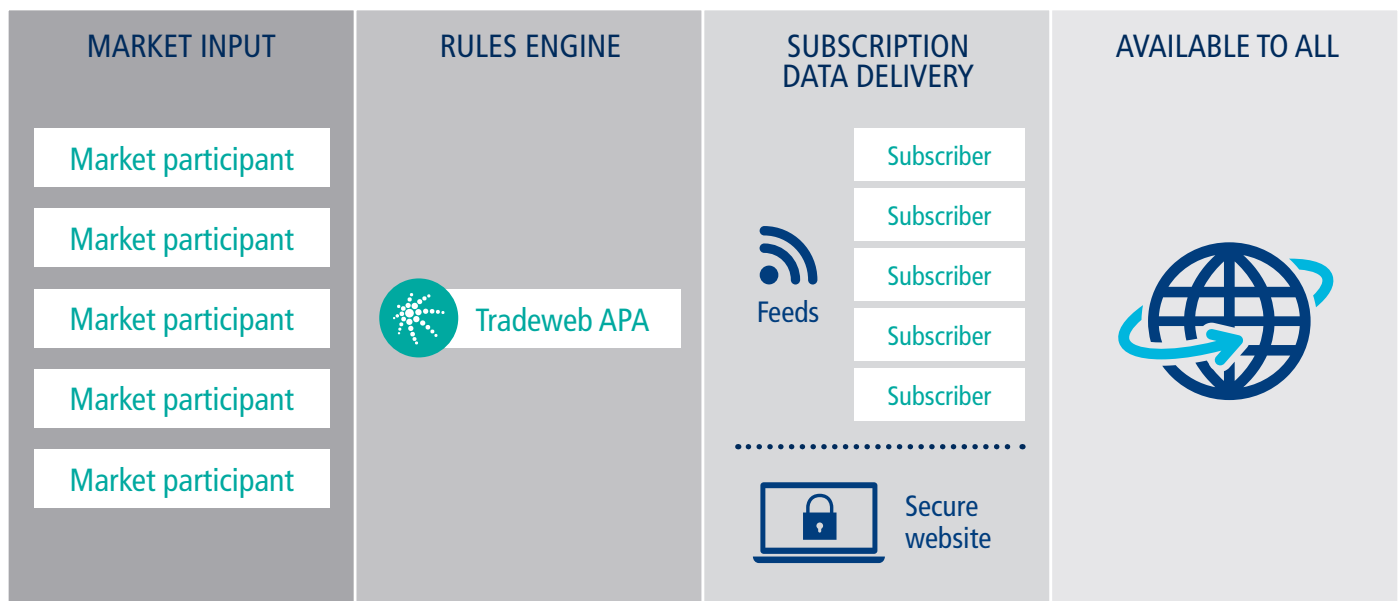 MARKET INPUT
Market participant
Market participant
Market participant
Market participant
Market participant
RULES ENGINE
Tradeweb APA
SUBSCRIPTION
DATA DELIVERY
Feeds
Subscriber
Subscriber
Subscriber
Subscriber
Subscriber
Secure
website
AVAILABLE TO ALL